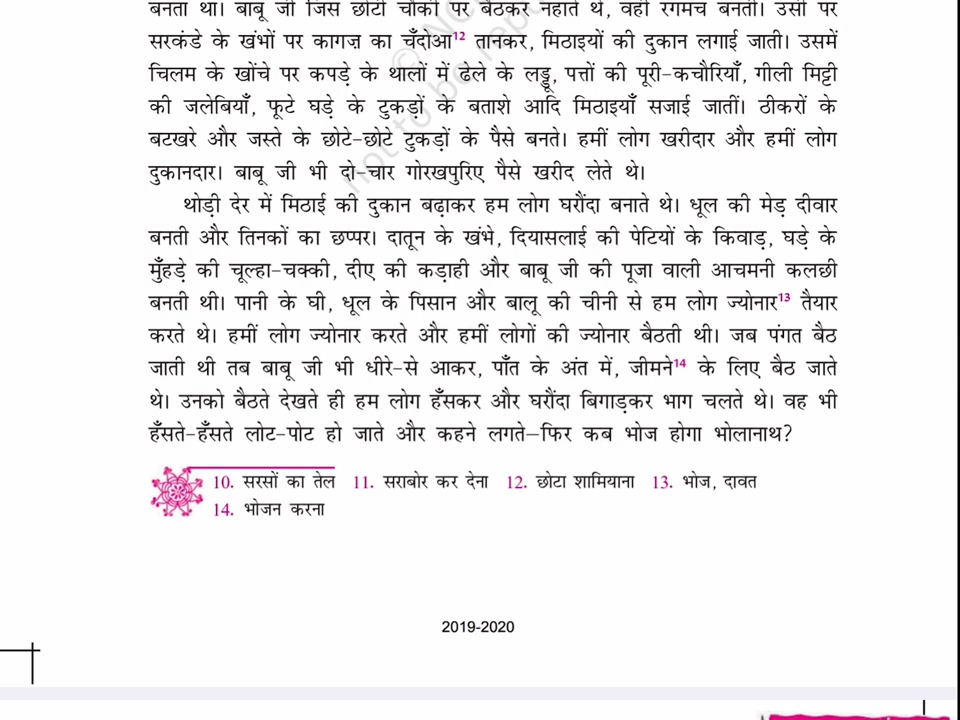 बनता था। बाबू जी जिस छोटी चौकी पर बैठकर नहाते थे, वही रंगमंच बनती। उसी पर
सरकंडे के खंभों पर कागज़ का चँदोआ12 तानकर, मिठाइयों की दुकान लगाई जाती। उसमें
चिलम के खोंचे पर कपड़े के थालों में ढेले के लड्डू, पत्तों की पूरी-कचौरियाँ, गीली मिट्टी
की जलेबियाँ, फूटे घड़े के टुकड़ों के बताशे आदि मिठाइयाँ सजाई जातीं। ठीकरों के
बटखरे और जस्ते के छोटे-छोटे टुकड़ों के पैसे बनते। हमीं लोग खरीदार और हमीं लोग
दुकानदार। बाबू जी भी दो-चार गोरखपुरिए पैसे खरीद लेते थे।
थोड़ी देर में मिठाई की दुकान बढ़ाकर हम लोग घरौंदा बनाते थे। धूल की मेड़ दीवार
बनती और तिनकों का छप्पर। दातून के खंभे, दियासलाई की पेटियों के किवाड़, घड़े के
मुँहड़े की चूल्हा-चक्की, दीए की कड़ाही और बाबू जी की पूजा वाली आचमनी कलछी
बनती थी। पानी के घी, धूल के पिसान और बालू की चीनी से हम लोग ज्योनार13 तैयार
करते थे। हमीं लोग ज्योनार करते और हमीं लोगों की ज्योनार बैठती थी। जब पंगत बैठ
जाती थी तब बाबू जी भी धीरे-से आकर, पाँत के अंत में, जीमने14 के लिए बैठ जाते
थे। उनको बैठते देखते ही हम लोग हँसकर और घरौंदा बिगाड़कर भाग चलते थे। वह भी
हँसते-हँसते लोट-पोट हो जाते और कहने लगते—फिर कब भोज होगा भोलानाथ?
10. सरसों का तेल 11. सराबोर कर देना 12. छोटा शामियाना 13. भोज, दावत
14. भोजन करना
2019-2020